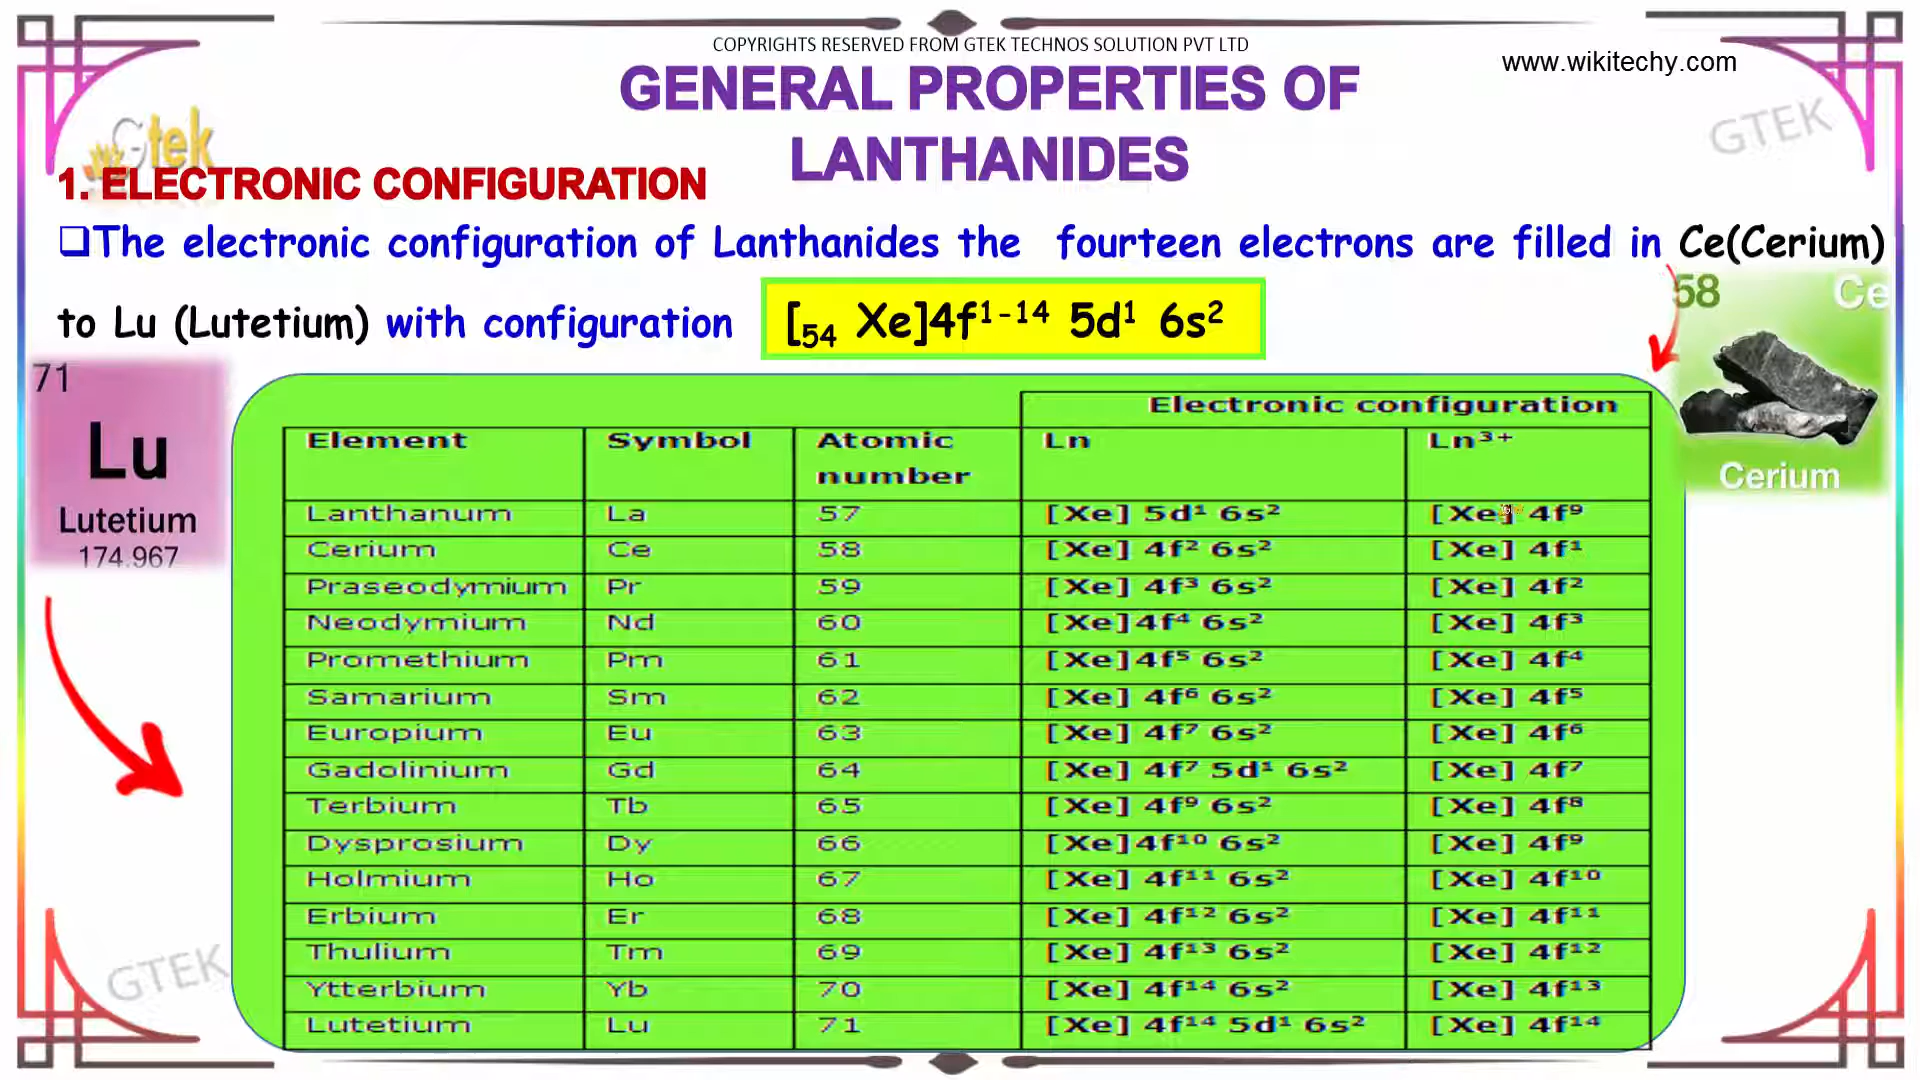 COPYRIGHTS RESERVED FROM GTEK TECHNOS SOLUTION PVT LTD
www.wikitechy.com
GENERAL PROPERTIES OF
LANTHANIDES
Gtek
GTEK
1. ELECTRONIC CONFIGURATION
❑The electronic configuration of Lanthanides the fourteen electrons are filled in Ce(Cerium)
to Lu (Lutetium) with configuration [₅₄ Xe]4f¹⁻¹⁴ 5d¹ 6s²
58 Ce
Cerium
71
Lu
Lutetium
174.967
Electronic configuration
Element Symbol Atomic number Ln Ln³⁺
Lanthanum La 57 [Xe] 5d¹ 6s² [Xe] 4f⁹
Cerium Ce 58 [Xe] 4f² 6s² [Xe] 4f¹
Praseodymium Pr 59 [Xe] 4f³ 6s² [Xe] 4f²
Neodymium Nd 60 [Xe]4f⁴ 6s² [Xe] 4f³
Promethium Pm 61 [Xe]4f⁵ 6s² [Xe] 4f⁴
Samarium Sm 62 [Xe] 4f⁶ 6s² [Xe] 4f⁵
Europium Eu 63 [Xe] 4f⁷ 6s² [Xe] 4f⁶
Gadolinium Gd 64 [Xe] 4f⁷ 5d¹ 6s² [Xe] 4f⁷
Terbium Tb 65 [Xe] 4f⁹ 6s² [Xe] 4f⁸
Dysprosium Dy 66 [Xe]4f¹⁰ 6s² [Xe] 4f⁹
Holmium Ho 67 [Xe] 4f¹¹ 6s² [Xe] 4f¹⁰
Erbium Er 68 [Xe] 4f¹² 6s² [Xe] 4f¹¹
Thulium Tm 69 [Xe] 4f¹³ 6s² [Xe] 4f¹²
Ytterbium Yb 70 [Xe] 4f¹⁴ 6s² [Xe] 4f¹³
Lutetium Lu 71 [Xe] 4f¹⁴ 5d¹ 6s² [Xe] 4f¹⁴
GTEK